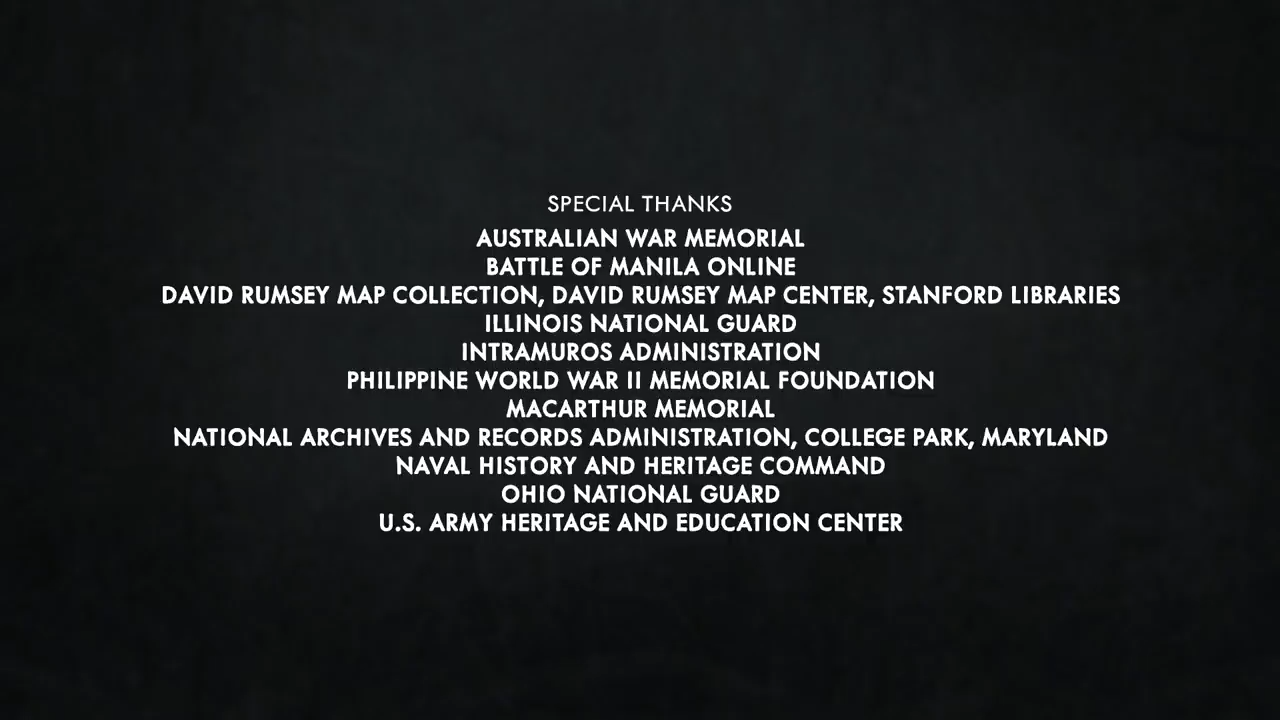 SPECIAL THANKS
AUSTRALIAN WAR MEMORIAL
BATTLE OF MANILA ONLINE
DAVID RUMSEY MAP COLLECTION, DAVID RUMSEY MAP CENTER, STANFORD LIBRARIES
ILLINOIS NATIONAL GUARD
INTRAMUROS ADMINISTRATION
PHILIPPINE WORLD WAR II MEMORIAL FOUNDATION
MACARTHUR MEMORIAL
NATIONAL ARCHIVES AND RECORDS ADMINISTRATION, COLLEGE PARK, MARYLAND
NAVAL HISTORY AND HERITAGE COMMAND
OHIO NATIONAL GUARD
U.S. ARMY HERITAGE AND EDUCATION CENTER